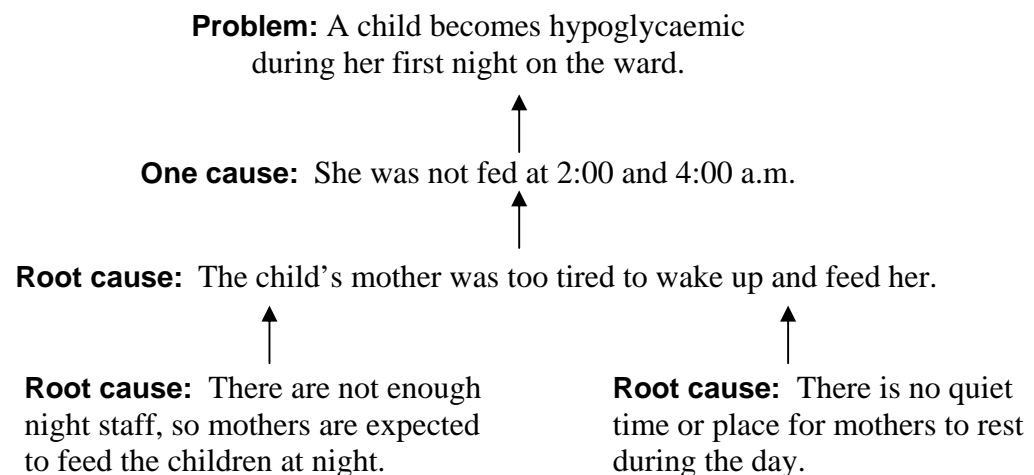 Problem: A child becomes hypoglycaemic
during her first night on the ward.
One cause: She was not fed at 2:00 and 4:00 a.m.
Root cause: The child’s mother was too tired to wake up and feed her.
Root cause: There are not enough
night staff, so mothers are expected
to feed the children at night.
Root cause: There is no quiet
time or place for mothers to rest
during the day.